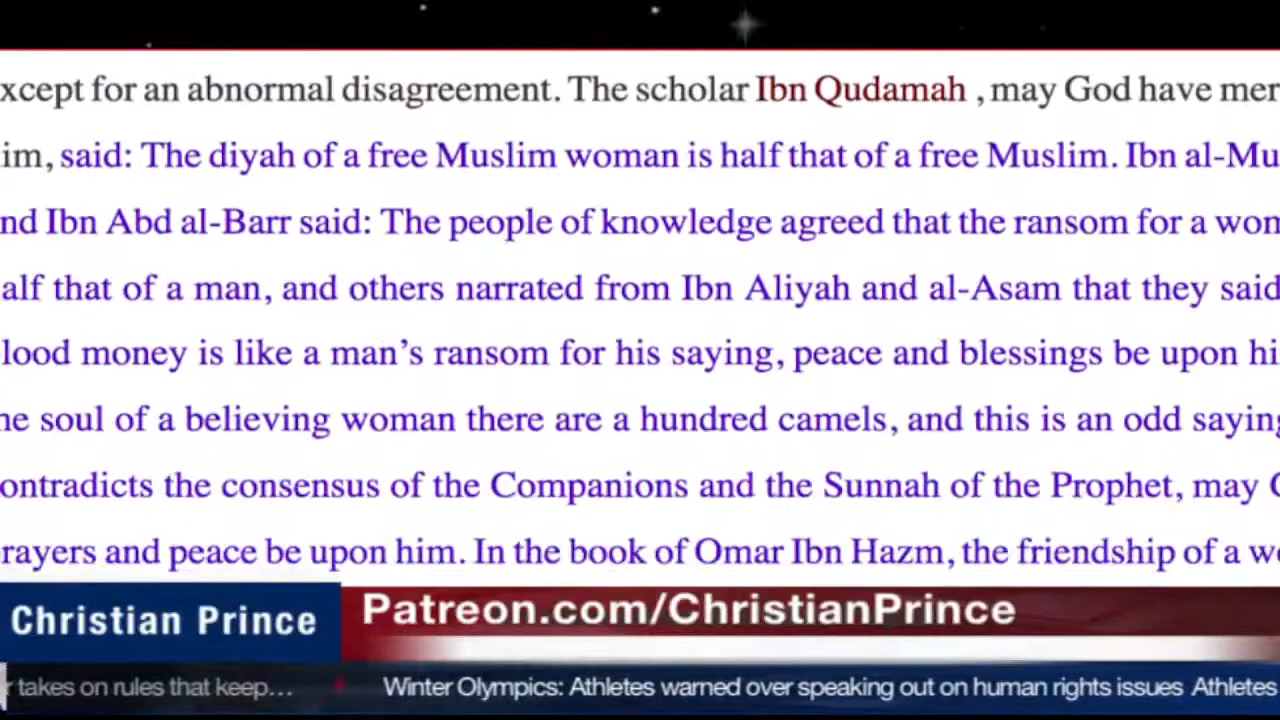 xcept for an abnormal disagreement. The scholar Ibn Qudamah , may God have mer
im, said: The diyah of a free Muslim woman is half that of a free Muslim. Ibn al-Mu
nd Ibn Abd al-Barr said: The people of knowledge agreed that the ransom for a won
alf that of a man, and others narrated from Ibn Aliyah and al-Asam that they said
lood money is like a man’s ransom for his saying, peace and blessings be upon hi
he soul of a believing woman there are a hundred camels, and this is an odd saying
ontradicts the consensus of the Companions and the Sunnah of the Prophet, may G
rayers and peace be upon him. In the book of Omar Ibn Hazm, the friendship of a wo
Christian Prince
Patreon.com/ChristianPrince
r takes on rules that keep...
Winter Olympics: Athletes warned over speaking out on human rights issues Athletes